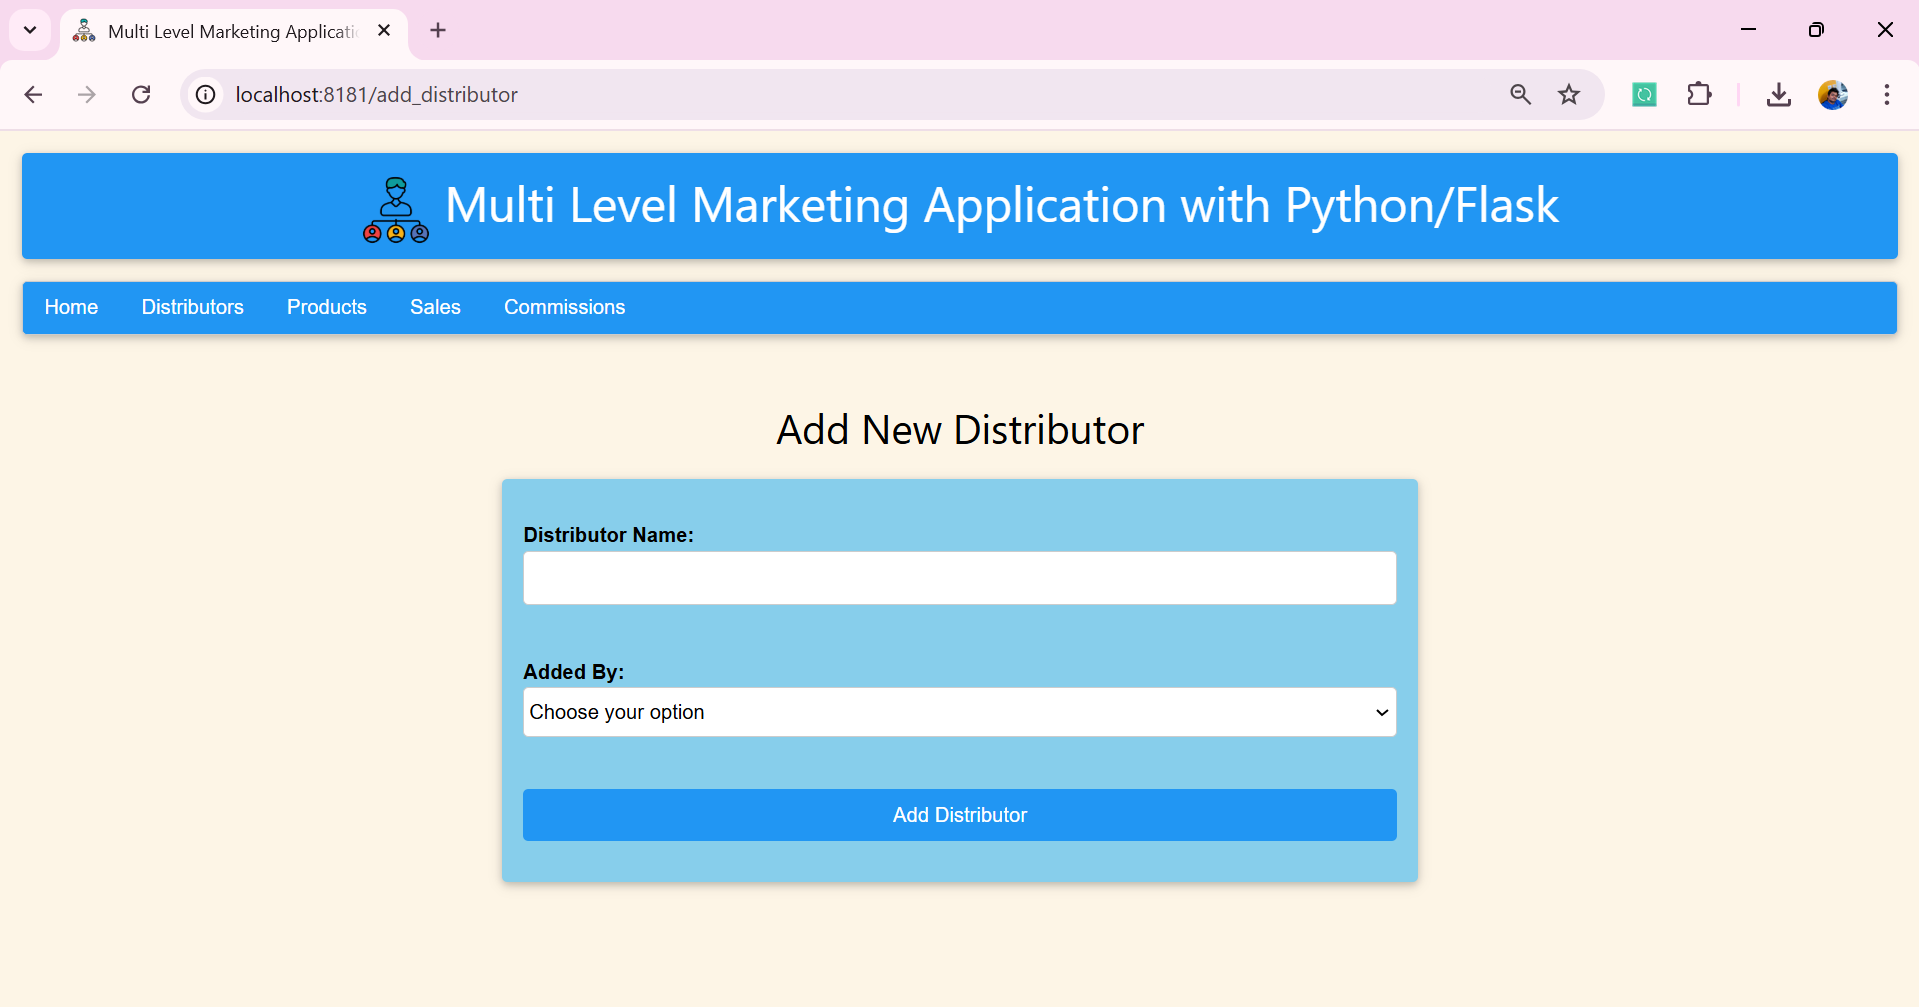 Multi Level Marketing Applicati
localhost:8181/add_distributor
Multi Level Marketing Application with Python/Flask
Home Distributors Products Sales Commissions
Add New Distributor
Distributor Name:
Added By:
Choose your option
Add Distributor